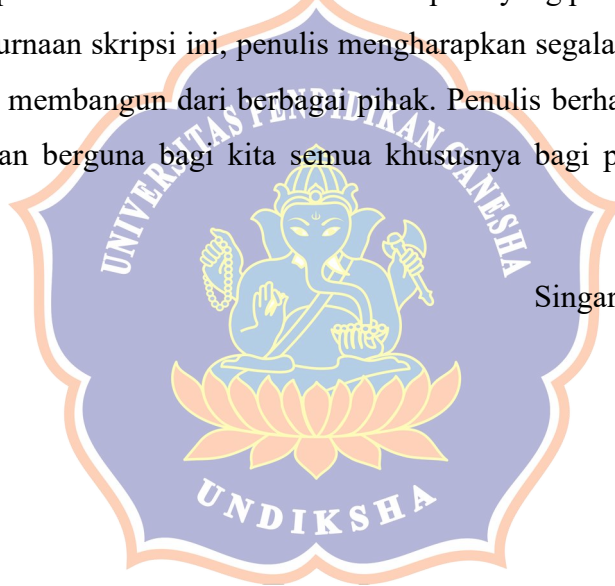 urnaan skripsi ini, penulis mengharapkan segala
membangun dari berbagai pihak. Penulis berha
an berguna bagi kita semua khususnya bagi p
Singar
UNIVERSITAS PENDIDIKAN GANESHA
UNDIKSHA